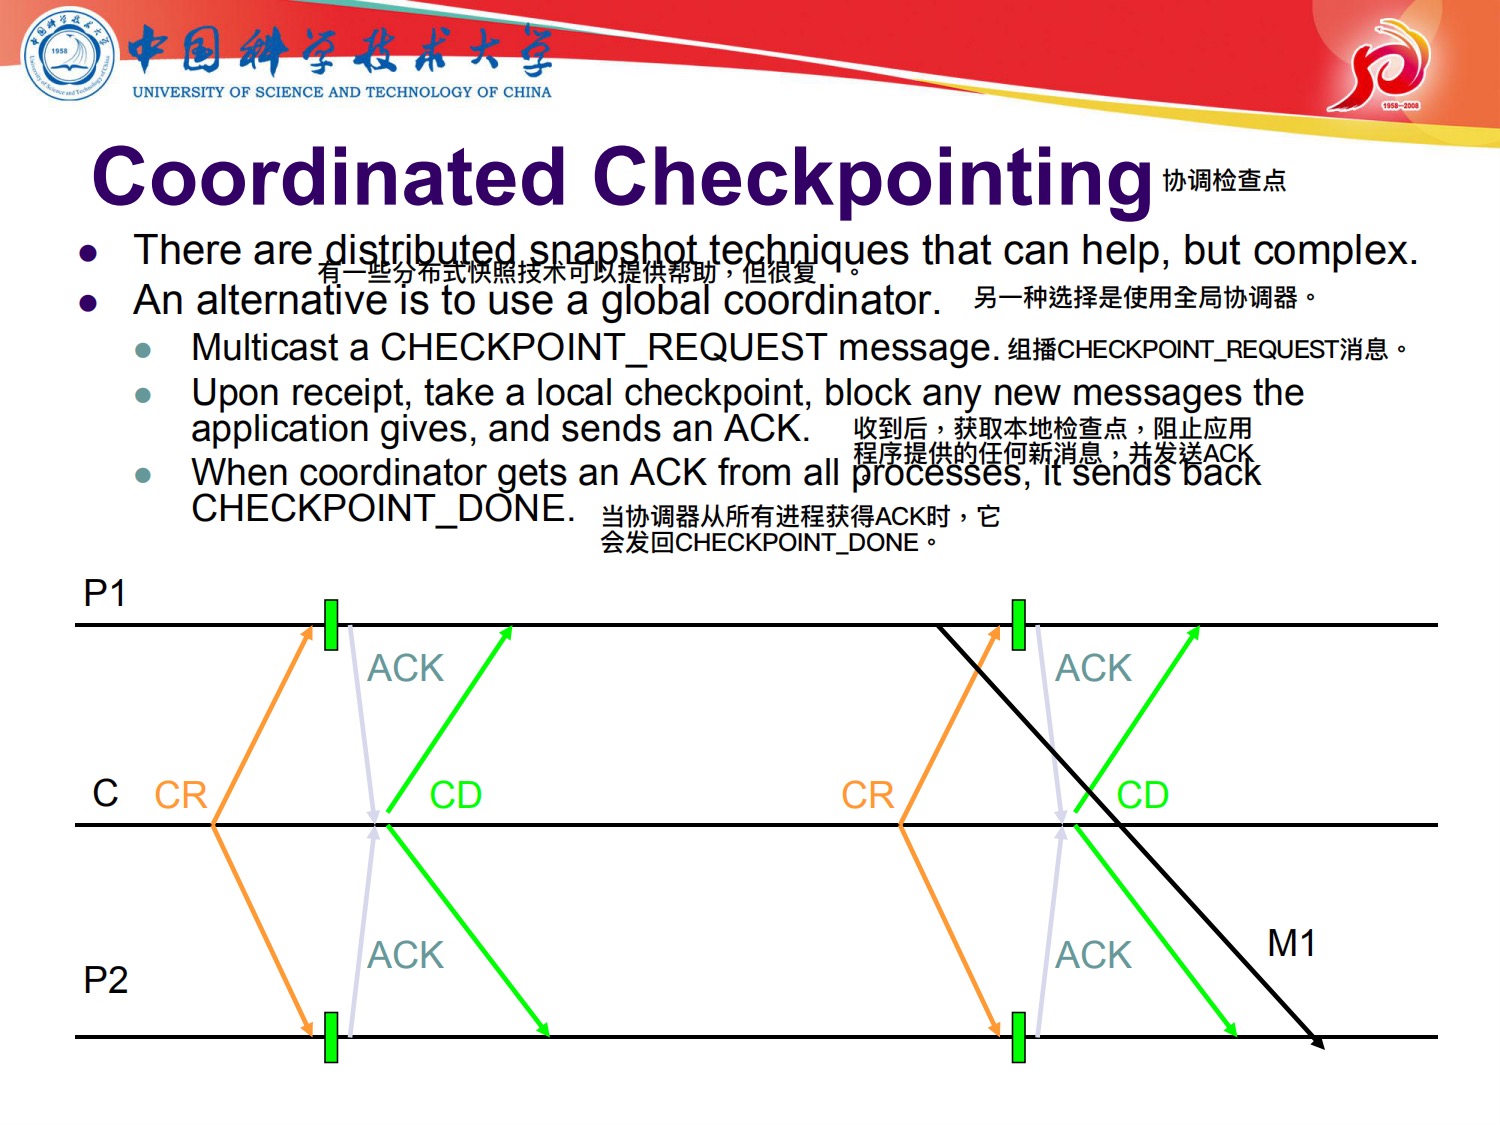 1958
中国科学技术大学
UNIVERSITY OF SCIENCE AND TECHNOLOGY OF CHINA
1958—2008
Coordinated Checkpointing 协调检查点
There are distributed snapshot techniques that can help, but complex.
有一些分布式快照技术可以提供帮助，但很复 。
An alternative is to use a global coordinator. 另一种选择是使用全局协调器。
Multicast a CHECKPOINT_REQUEST message. 组播CHECKPOINT_REQUEST消息。
Upon receipt, take a local checkpoint, block any new messages the
application gives, and sends an ACK. 收到后，获取本地检查点，阻止应用
程序提供的任何新消息，并发送ACK
。
When coordinator gets an ACK from all processes, it sends back
CHECKPOINT_DONE. 当协调器从所有进程获得ACK时，它
会发回CHECKPOINT_DONE。
P1
ACK
ACK
C
CR
CD
CR
CD
ACK
ACK
M1
P2